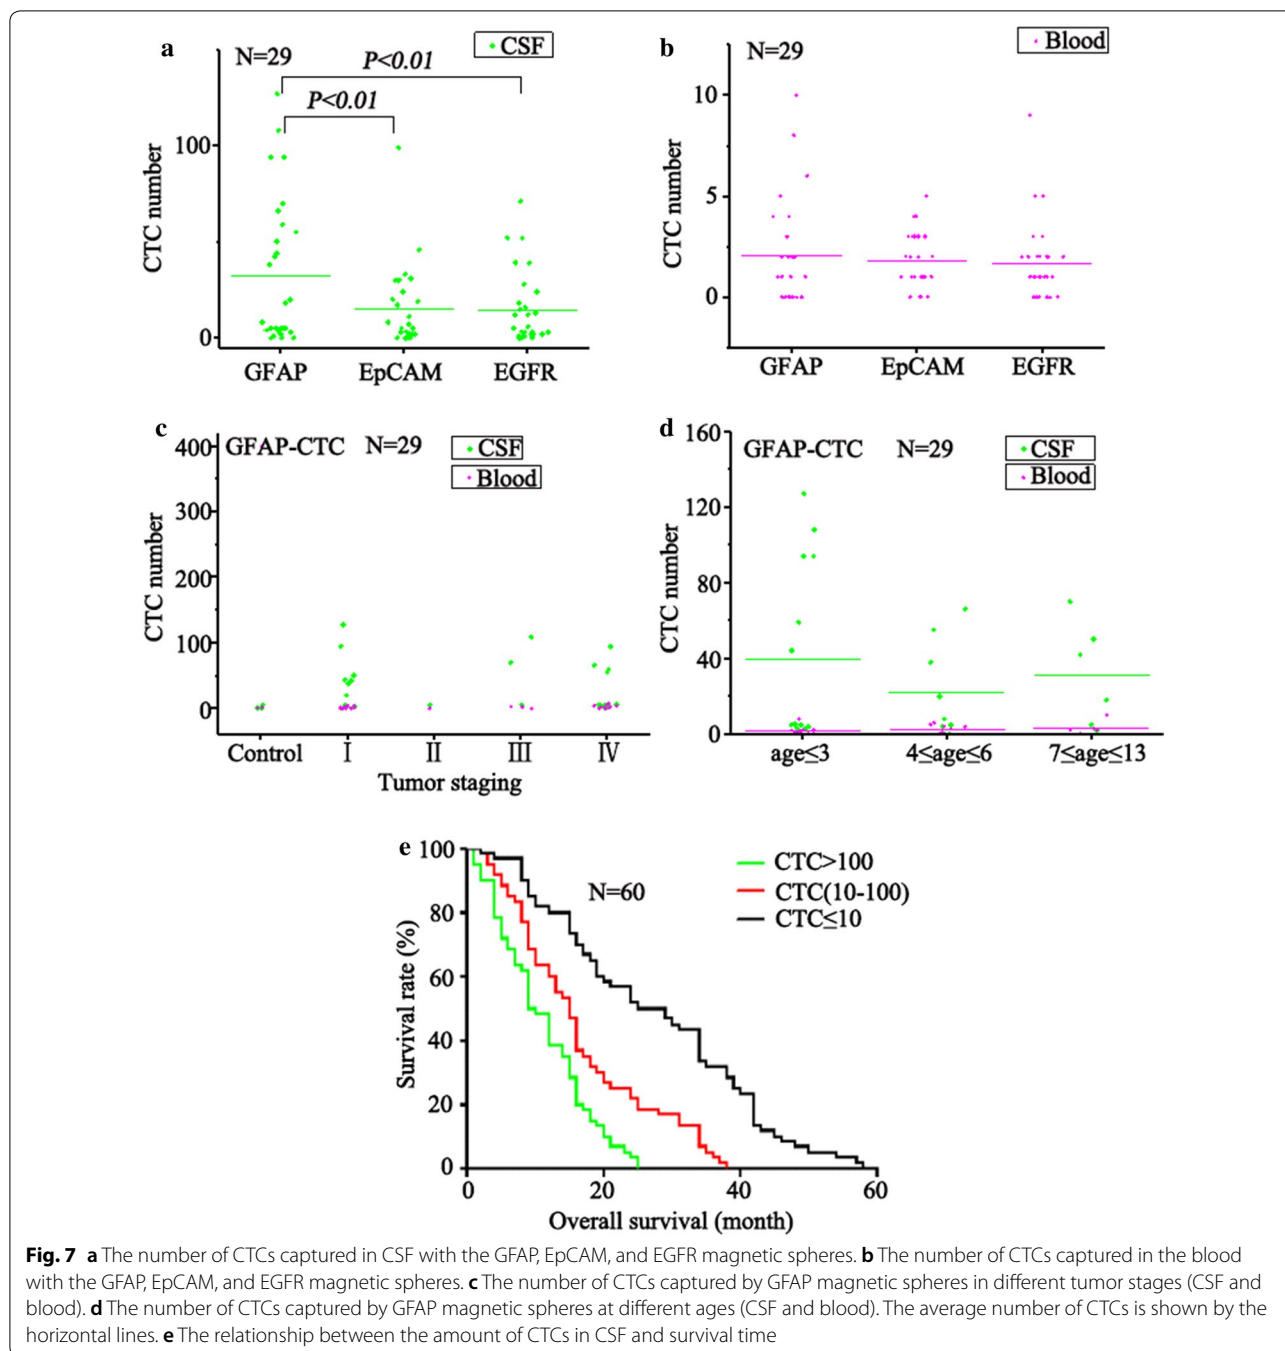 a
N=29
CSF
P<0.01
P<0.01
100
0
CTC number
GFAP EpCAM EGFR
b
N=29
Blood
10
5
0
CTC number
GFAP EpCAM EGFR
c
GFAP-CTC N=29
CSF
Blood
400
300
200
100
0
CTC number
Control I II III IV
Tumor staging
d
GFAP-CTC N=29
CSF
Blood
160
120
80
40
0
CTC number
age≤3 4≤age≤6 7≤age≤13
e
N=60
CTC>100
CTC(10-100)
CTC≤10
100
80
60
40
20
0
Survival rate (%)
0 20 40 60
Overall survival (month)
Fig. 7 a The number of CTCs captured in CSF with the GFAP, EpCAM, and EGFR magnetic spheres. b The number of CTCs captured in the blood
with the GFAP, EpCAM, and EGFR magnetic spheres. c The number of CTCs captured by GFAP magnetic spheres in different tumor stages (CSF and
blood). d The number of CTCs captured by GFAP magnetic spheres at different ages (CSF and blood). The average number of CTCs is shown by the
horizontal lines. e The relationship between the amount of CTCs in CSF and survival time